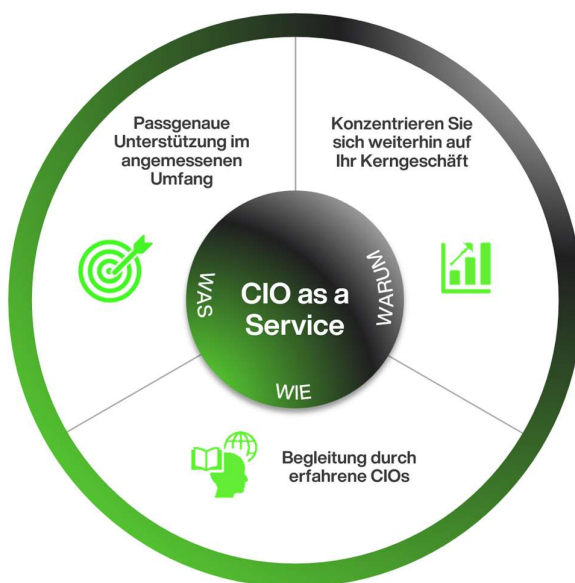 Passgenaue
Unterstützung im
angemessenen
Umfang
Konzentrieren Sie
sich weiterhin auf
Ihr Kerngeschäft
WAS
CIO as a
Service
WARUM
WIE
Begleitung durch
erfahrene CIOs